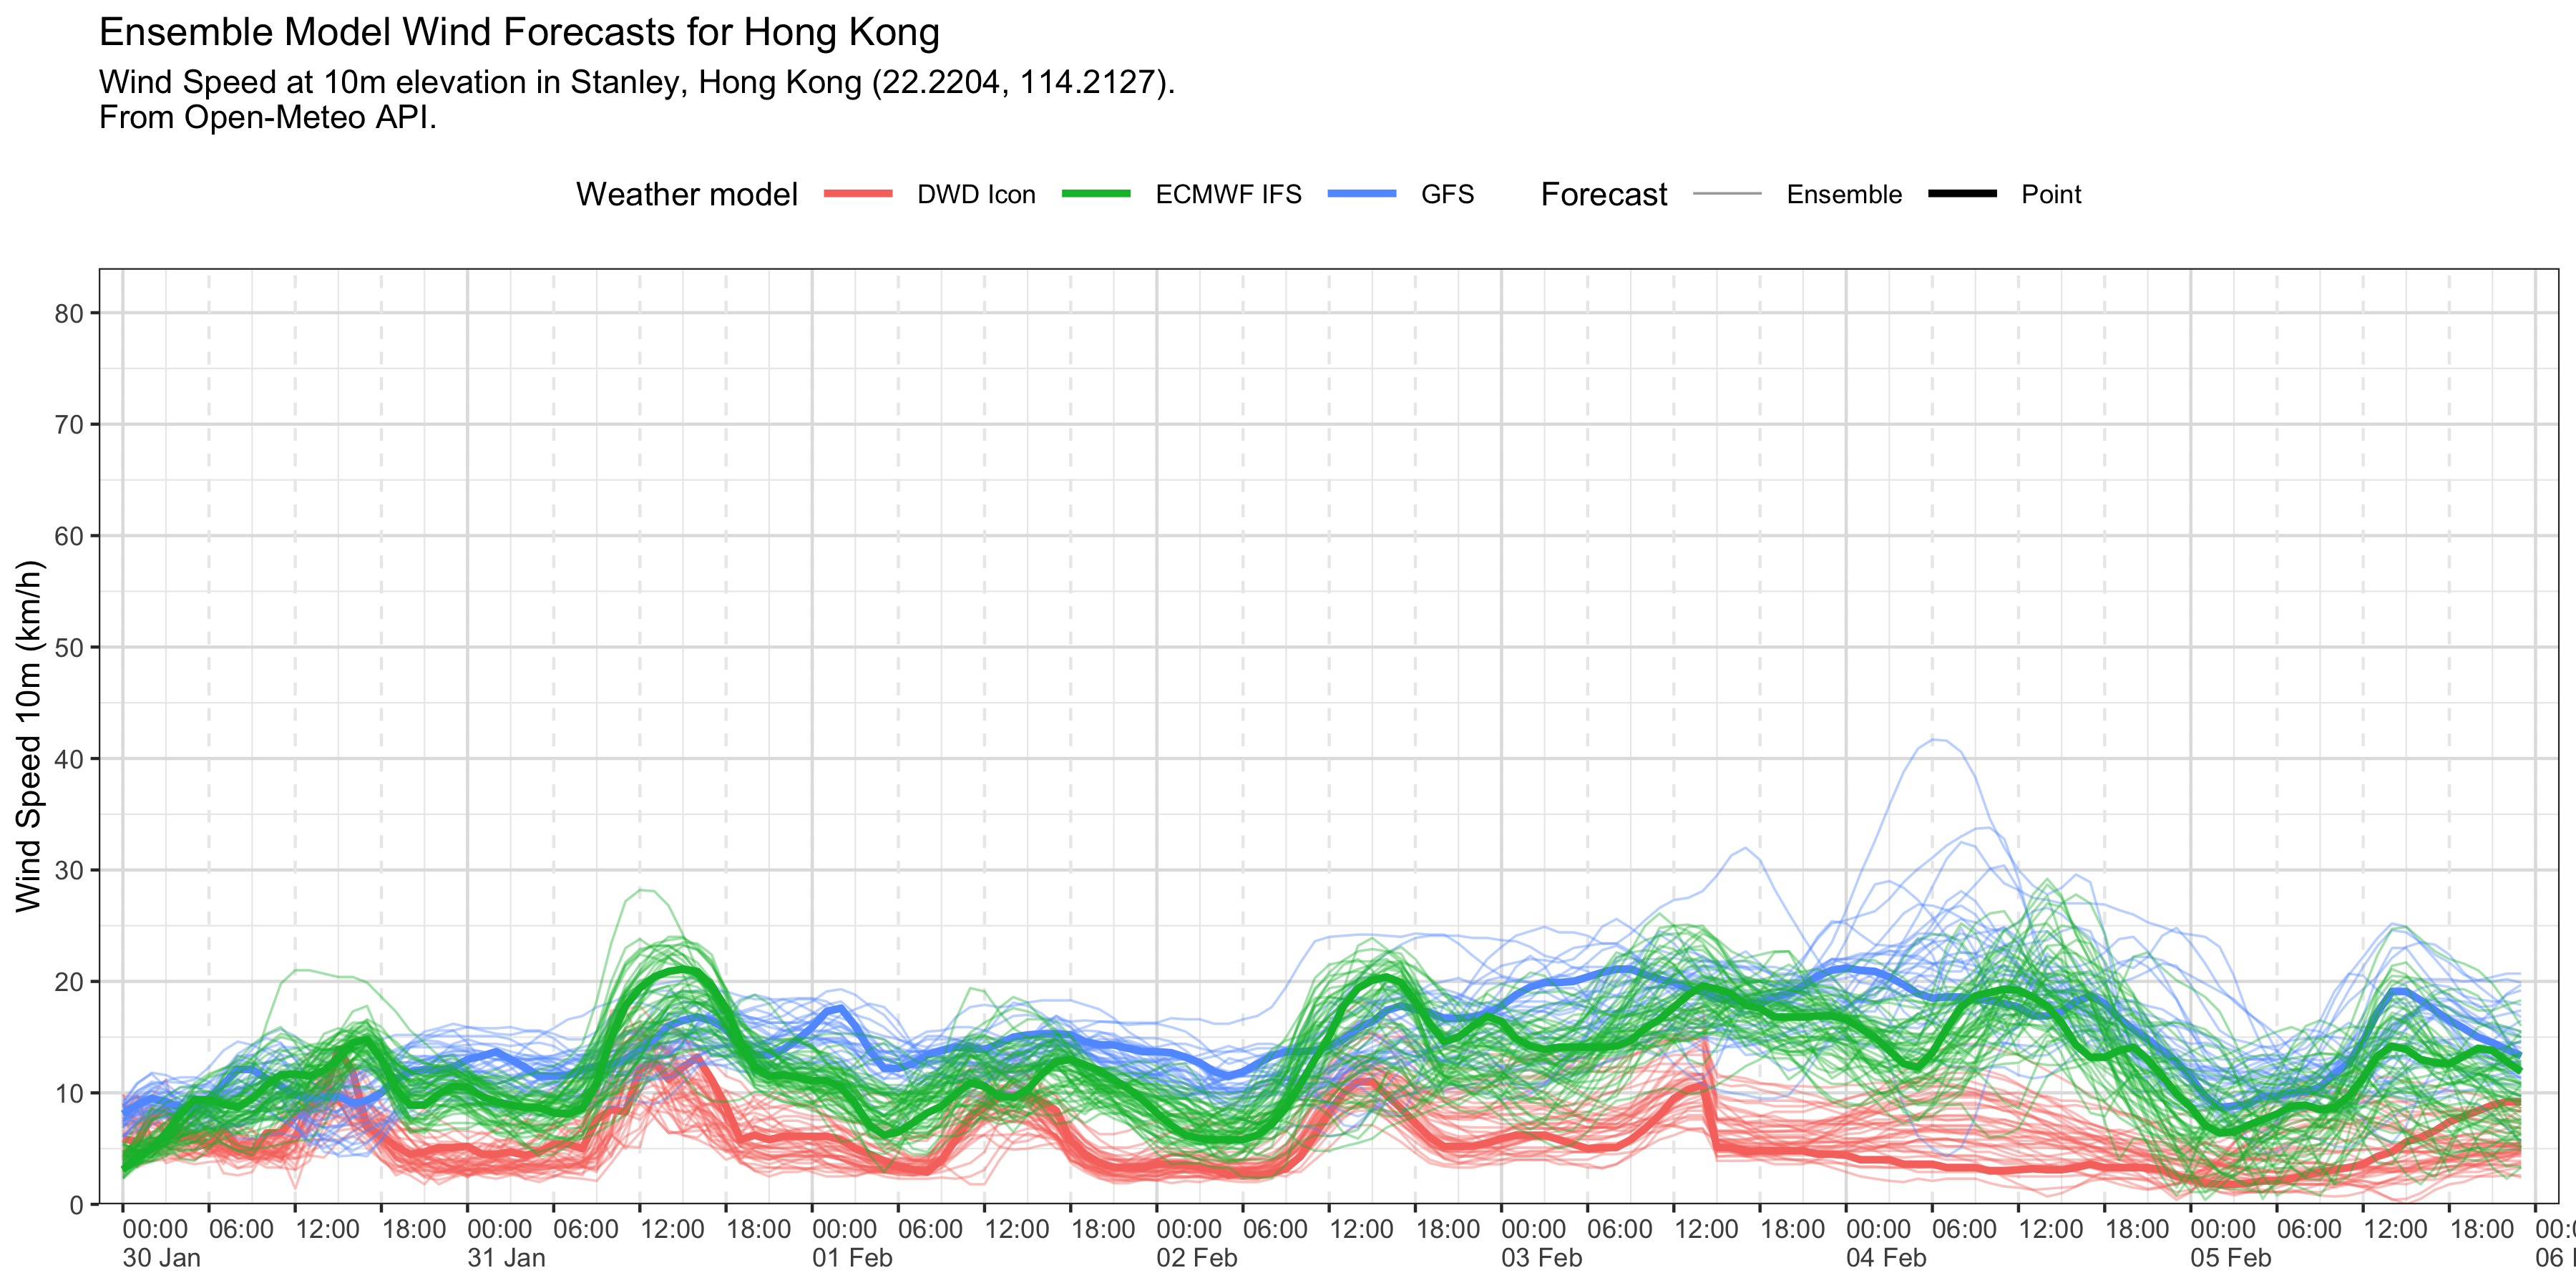 Ensemble Model Wind Forecasts for Hong Kong
Wind Speed at 10m elevation in Stanley, Hong Kong (22.2204, 114.2127).
From Open-Meteo API.
Weather model DWD Icon ECMWF IFS GFS Forecast Ensemble Point
Wind Speed 10m (km/h)
80
70
60
50
40
30
20
10
0
00:00 06:00 12:00 18:00 00:00 06:00 12:00 18:00 00:00 06:00 12:00 18:00 00:00 06:00 12:00 18:00 00:00 06:00 12:00 18:00 00:00 06:00 12:00 18:00 00:00 06:00 12:00 18:00
30 Jan 31 Jan 01 Feb 02 Feb 03 Feb 04 Feb 05 Feb 06